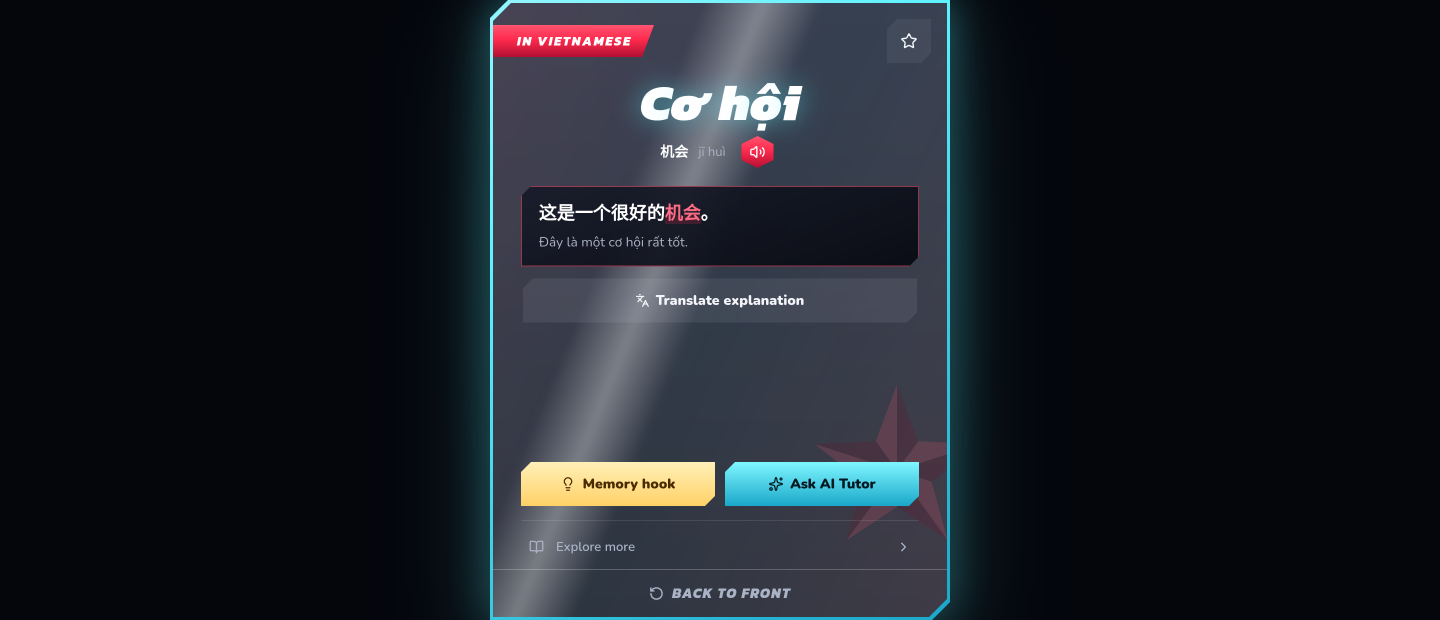 IN VIETNAMESE
Cơ hội
机会 jī huì
这是一个很好的机会。
Đây là một cơ hội rất tốt.
Translate explanation
Memory hook
Ask AI Tutor
Explore more
BACK TO FRONT